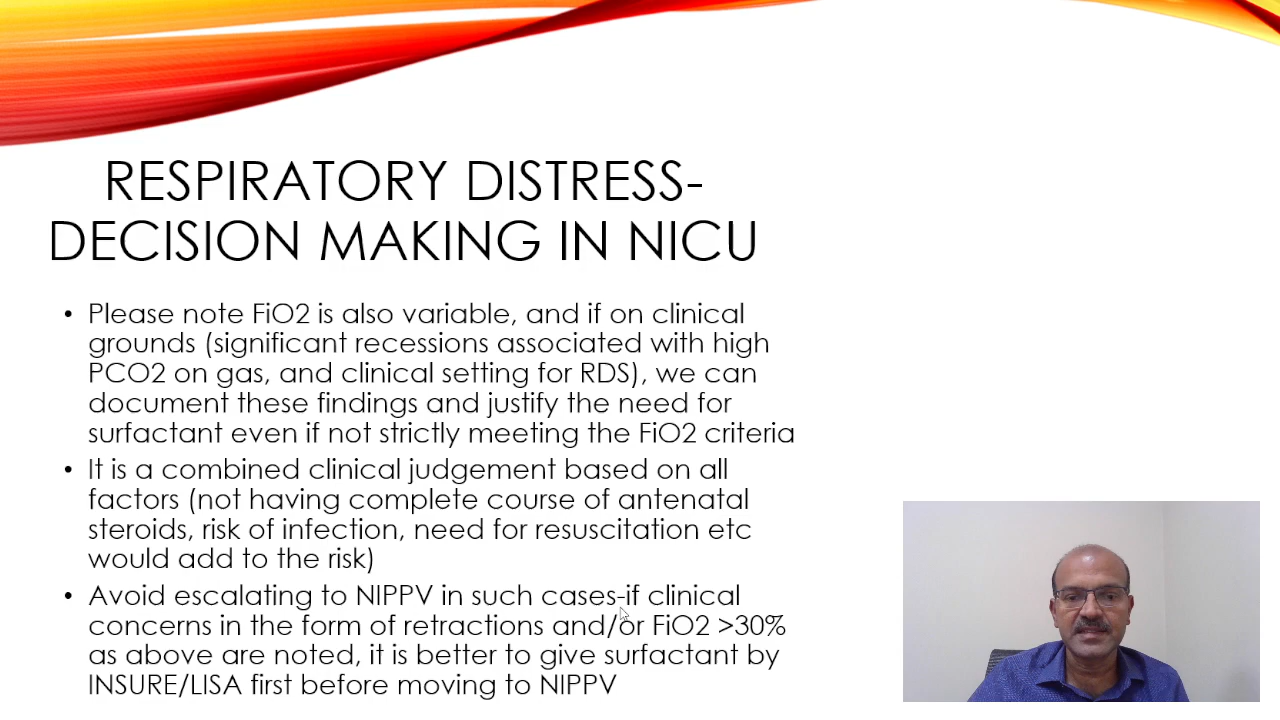 RESPIRATORY DISTRESS-
DECISION MAKING IN NICU
• Please note FiO2 is also variable, and if on clinical
grounds (significant recessions associated with high
PCO2 on gas, and clinical setting for RDS), we can
document these findings and justify the need for
surfactant even if not strictly meeting the FiO2 criteria
• It is a combined clinical judgement based on all
factors (not having complete course of antenatal
steroids, risk of infection, need for resuscitation etc
would add to the risk)
• Avoid escalating to NIPPV in such cases-if clinical
concerns in the form of retractions and/or FiO2 >30%
as above are noted, it is better to give surfactant by
INSURE/LISA first before moving to NIPPV